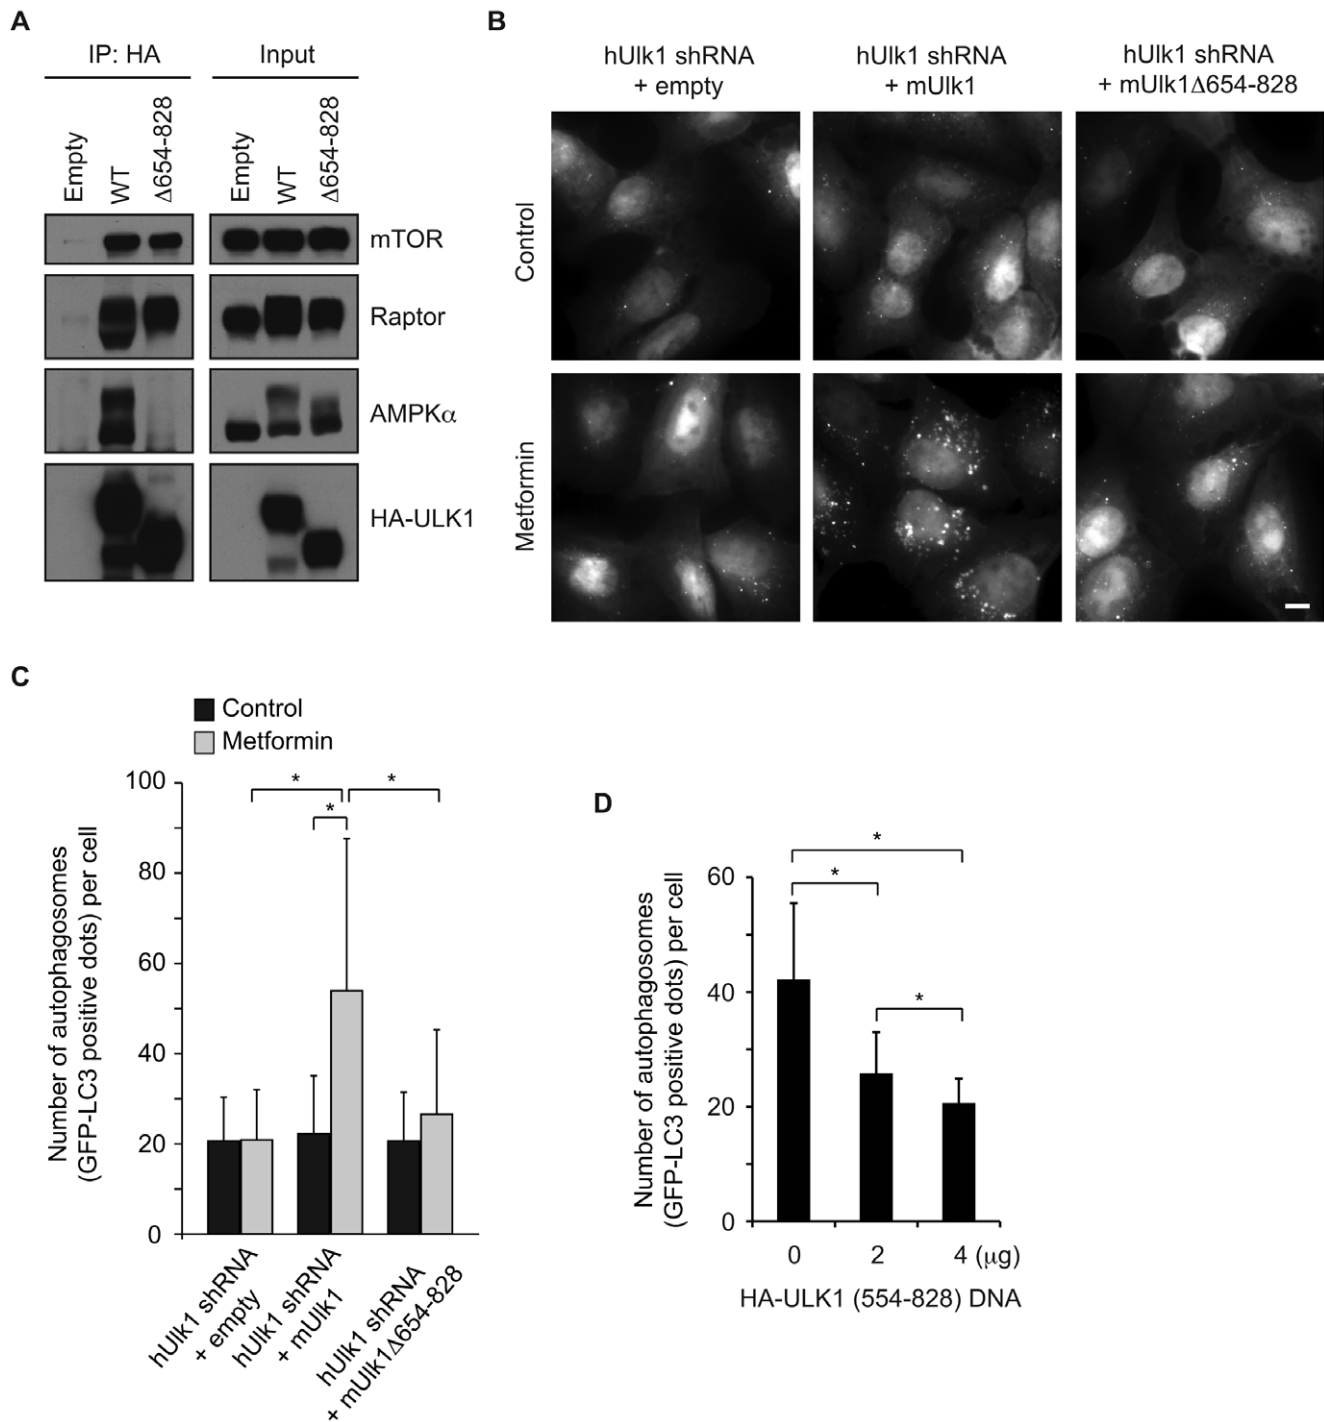 A
IP: HA
Input
Empty
WT
Δ654-828
Empty
WT
Δ654-828
mTOR
Raptor
AMPKα
HA-ULK1
B
hUlk1 shRNA
+ empty
hUlk1 shRNA
+ mUlk1
hUlk1 shRNA
+ mUlk1Δ654-828
Control
Metformin
C
Control
Metformin
Number of autophagosomes
(GFP-LC3 positive dots) per cell
100
80
60
40
20
0
*
*
*
hUlk1 shRNA
+ empty
hUlk1 shRNA
+ mUlk1
hUlk1 shRNA
+ mUlk1Δ654-828
D
Number of autophagosomes
(GFP-LC3 positive dots) per cell
60
40
20
0
*
*
*
0 2 4 (μg)
HA-ULK1 (554-828) DNA